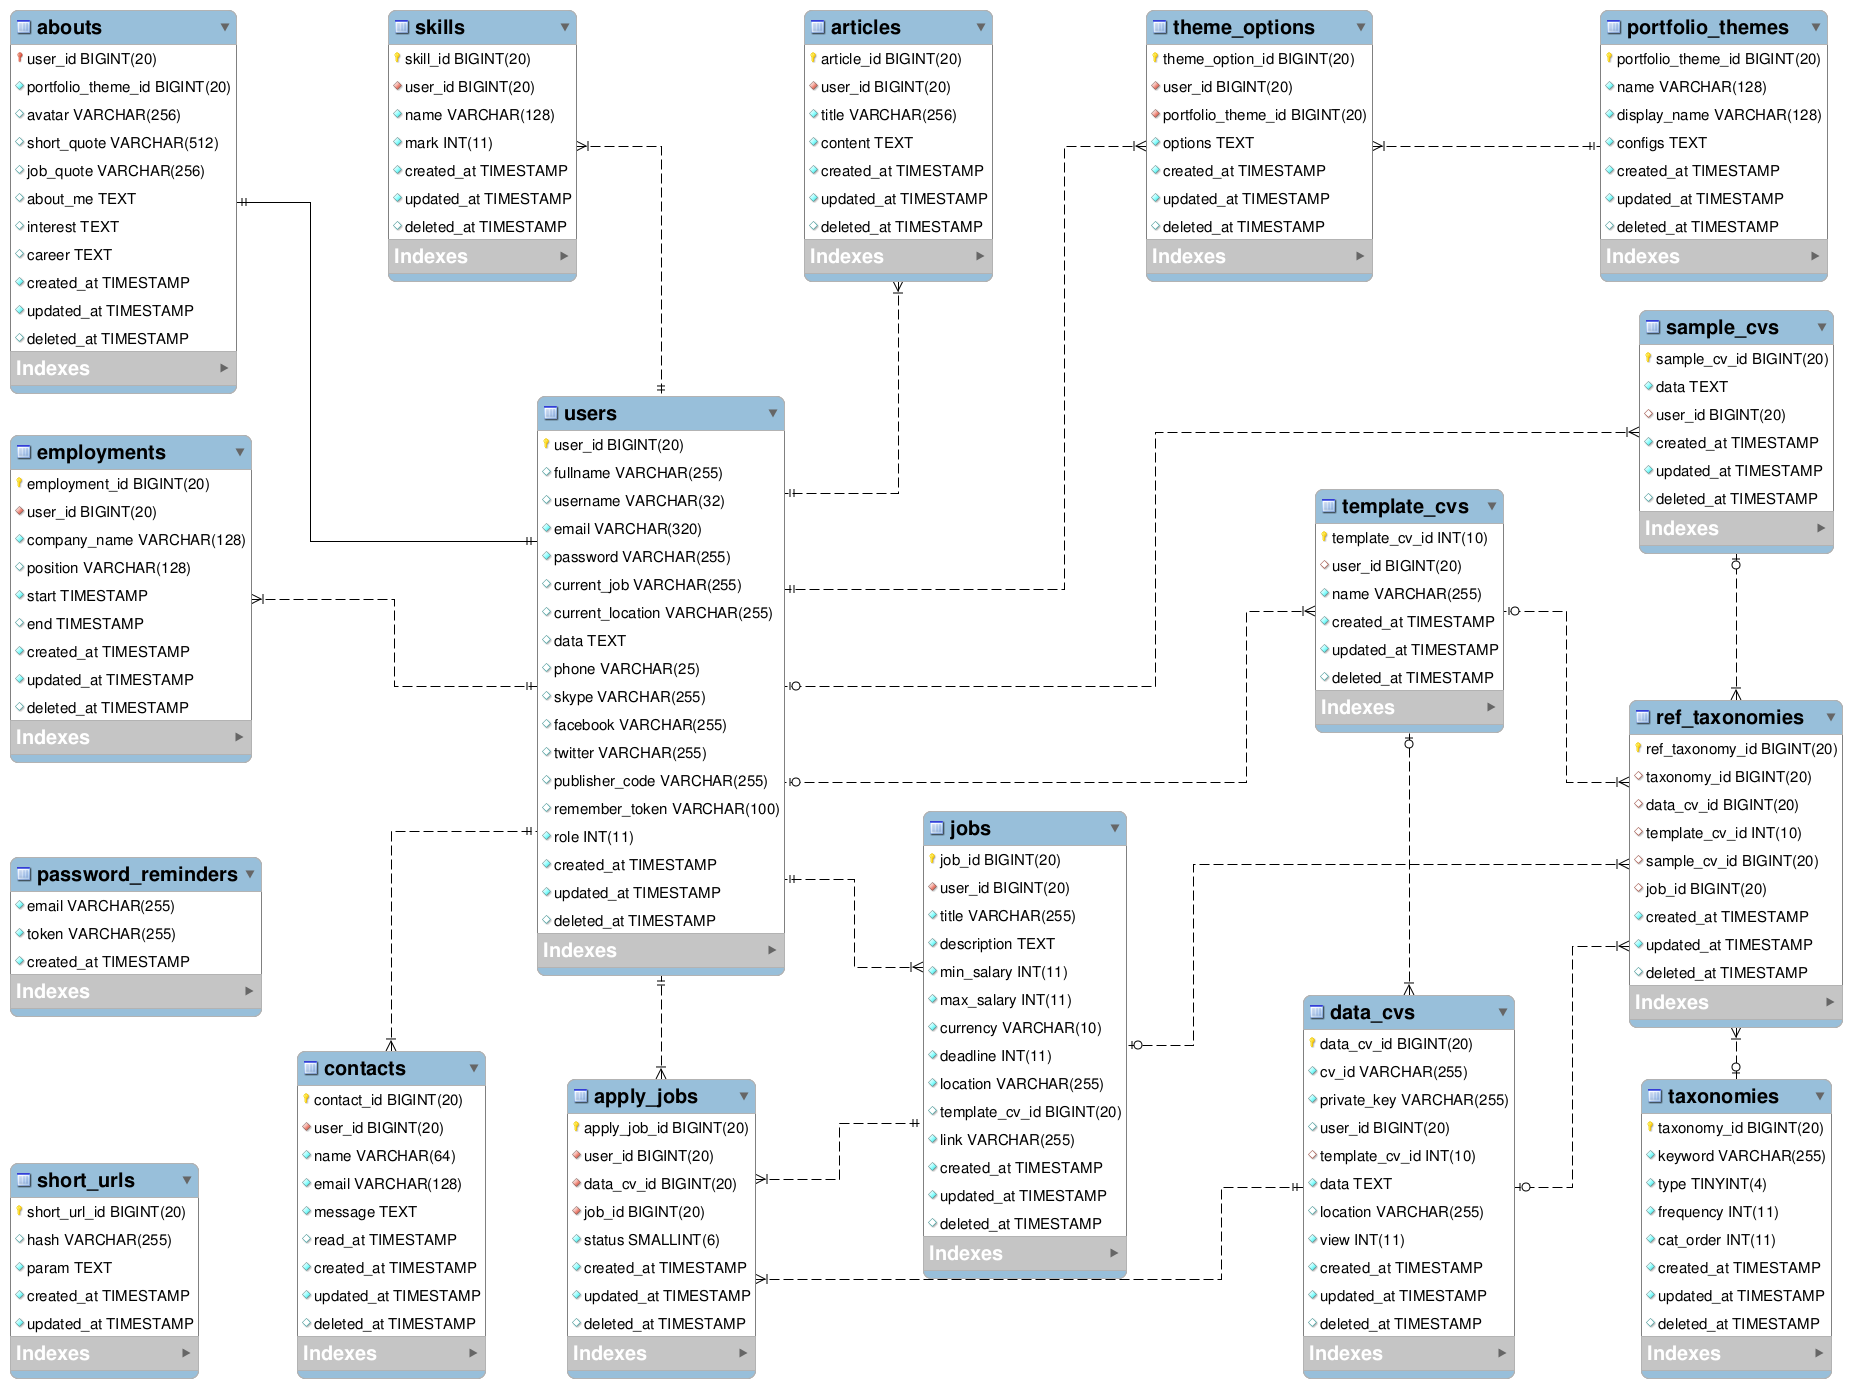 abouts
user_id BIGINT(20)
portfolio_theme_id BIGINT(20)
avatar VARCHAR(256)
short_quote VARCHAR(512)
job_quote VARCHAR(256)
about_me TEXT
interest TEXT
career TEXT
created_at TIMESTAMP
updated_at TIMESTAMP
deleted_at TIMESTAMP
Indexes
skills
skill_id BIGINT(20)
user_id BIGINT(20)
name VARCHAR(128)
mark INT(11)
created_at TIMESTAMP
updated_at TIMESTAMP
deleted_at TIMESTAMP
Indexes
articles
article_id BIGINT(20)
user_id BIGINT(20)
title VARCHAR(256)
content TEXT
created_at TIMESTAMP
updated_at TIMESTAMP
deleted_at TIMESTAMP
Indexes
theme_options
theme_option_id BIGINT(20)
user_id BIGINT(20)
portfolio_theme_id BIGINT(20)
options TEXT
created_at TIMESTAMP
updated_at TIMESTAMP
deleted_at TIMESTAMP
Indexes
portfolio_themes
portfolio_theme_id BIGINT(20)
name VARCHAR(128)
display_name VARCHAR(128)
configs TEXT
created_at TIMESTAMP
updated_at TIMESTAMP
deleted_at TIMESTAMP
Indexes
sample_cvs
sample_cv_id BIGINT(20)
data TEXT
user_id BIGINT(20)
created_at TIMESTAMP
updated_at TIMESTAMP
deleted_at TIMESTAMP
Indexes
employments
employment_id BIGINT(20)
user_id BIGINT(20)
company_name VARCHAR(128)
position VARCHAR(128)
start TIMESTAMP
end TIMESTAMP
created_at TIMESTAMP
updated_at TIMESTAMP
deleted_at TIMESTAMP
Indexes
users
user_id BIGINT(20)
fullname VARCHAR(255)
username VARCHAR(32)
email VARCHAR(320)
password VARCHAR(255)
current_job VARCHAR(255)
current_location VARCHAR(255)
data TEXT
phone VARCHAR(25)
skype VARCHAR(255)
facebook VARCHAR(255)
twitter VARCHAR(255)
publisher_code VARCHAR(255)
remember_token VARCHAR(100)
role INT(11)
created_at TIMESTAMP
updated_at TIMESTAMP
deleted_at TIMESTAMP
Indexes
template_cvs
template_cv_id INT(10)
user_id BIGINT(20)
name VARCHAR(255)
created_at TIMESTAMP
updated_at TIMESTAMP
deleted_at TIMESTAMP
Indexes
ref_taxonomies
ref_taxonomy_id BIGINT(20)
taxonomy_id BIGINT(20)
data_cv_id BIGINT(20)
template_cv_id INT(10)
sample_cv_id BIGINT(20)
job_id BIGINT(20)
created_at TIMESTAMP
updated_at TIMESTAMP
deleted_at TIMESTAMP
Indexes
password_reminders
email VARCHAR(255)
token VARCHAR(255)
created_at TIMESTAMP
Indexes
jobs
job_id BIGINT(20)
user_id BIGINT(20)
title VARCHAR(255)
description TEXT
min_salary INT(11)
max_salary INT(11)
currency VARCHAR(10)
deadline INT(11)
location VARCHAR(255)
template_cv_id BIGINT(20)
link VARCHAR(255)
created_at TIMESTAMP
updated_at TIMESTAMP
deleted_at TIMESTAMP
Indexes
data_cvs
data_cv_id BIGINT(20)
cv_id VARCHAR(255)
private_key VARCHAR(255)
user_id BIGINT(20)
template_cv_id INT(10)
data TEXT
location VARCHAR(255)
view INT(11)
created_at TIMESTAMP
updated_at TIMESTAMP
deleted_at TIMESTAMP
Indexes
contacts
contact_id BIGINT(20)
user_id BIGINT(20)
name VARCHAR(64)
email VARCHAR(128)
message TEXT
read_at TIMESTAMP
created_at TIMESTAMP
updated_at TIMESTAMP
deleted_at TIMESTAMP
Indexes
apply_jobs
apply_job_id BIGINT(20)
user_id BIGINT(20)
data_cv_id BIGINT(20)
job_id BIGINT(20)
status SMALLINT(6)
created_at TIMESTAMP
updated_at TIMESTAMP
deleted_at TIMESTAMP
Indexes
taxonomies
taxonomy_id BIGINT(20)
keyword VARCHAR(255)
type TINYINT(4)
frequency INT(11)
cat_order INT(11)
created_at TIMESTAMP
updated_at TIMESTAMP
deleted_at TIMESTAMP
Indexes
short_urls
short_url_id BIGINT(20)
hash VARCHAR(255)
param TEXT
created_at TIMESTAMP
updated_at TIMESTAMP
Indexes